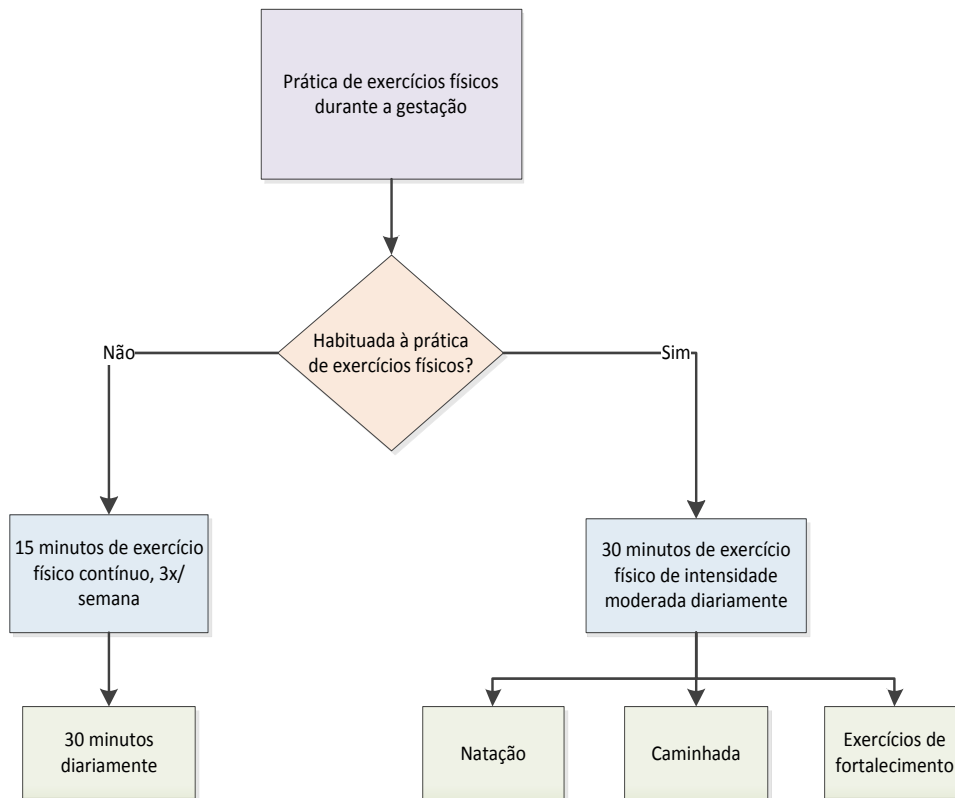 Prática de exercícios físicos
durante a gestação
Habituada à prática
de exercícios físicos?
Não
Sim
15 minutos de exercício
físico contínuo, 3x/
semana
30 minutos de exercício
físico de intensidade
moderada diariamente
30 minutos
diariamente
Natação
Caminhada
Exercícios de
fortalecimento